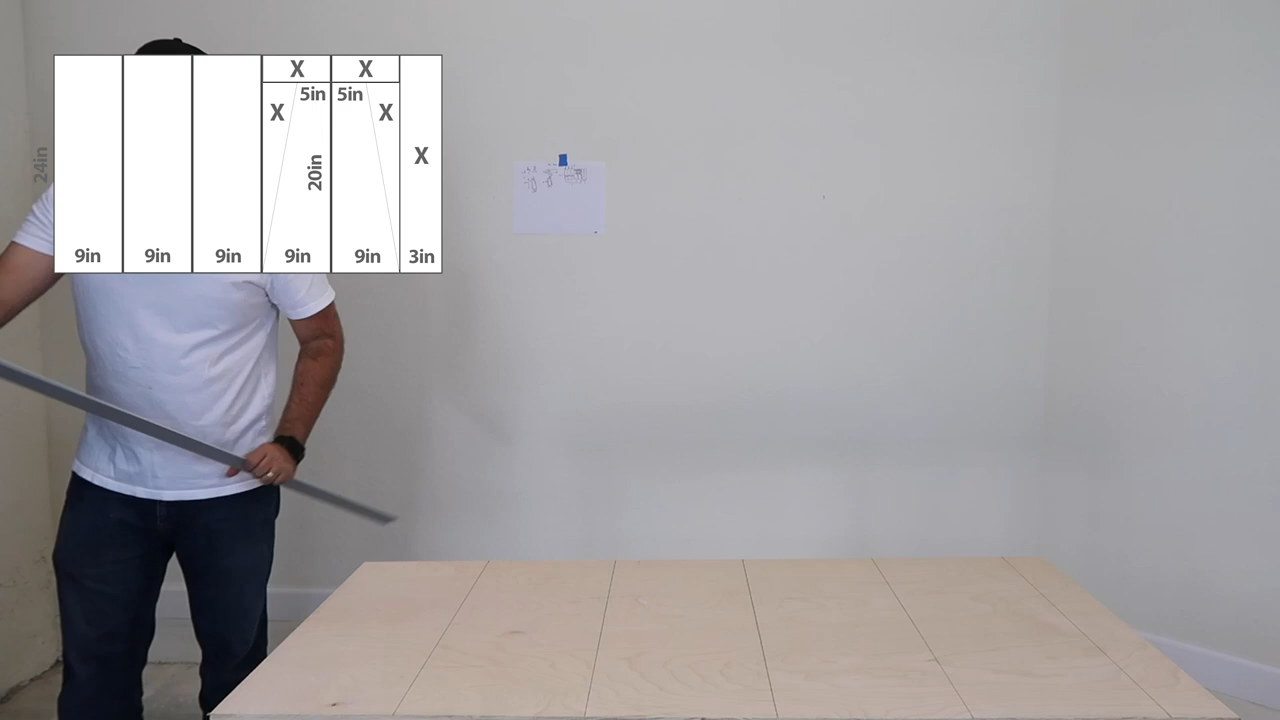 X X
5in 5in
X X
24in
20in
X
9in 9in 9in 9in 9in 3in